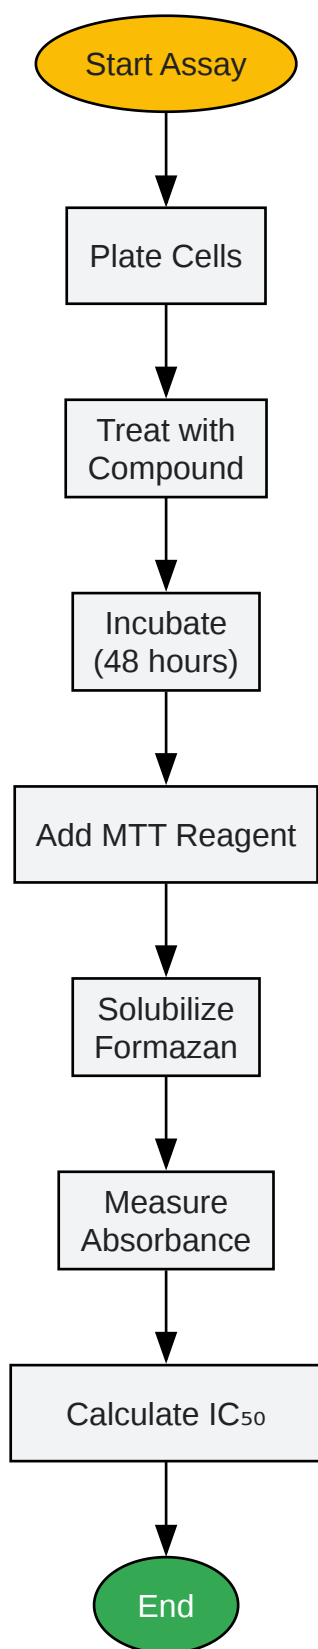 Start Assay
Plate Cells
Treat with
Compound
Incubate
(48 hours)
Add MTT Reagent
Solubilize
Formazan
Measure
Absorbance
Calculate IC₅₀
End